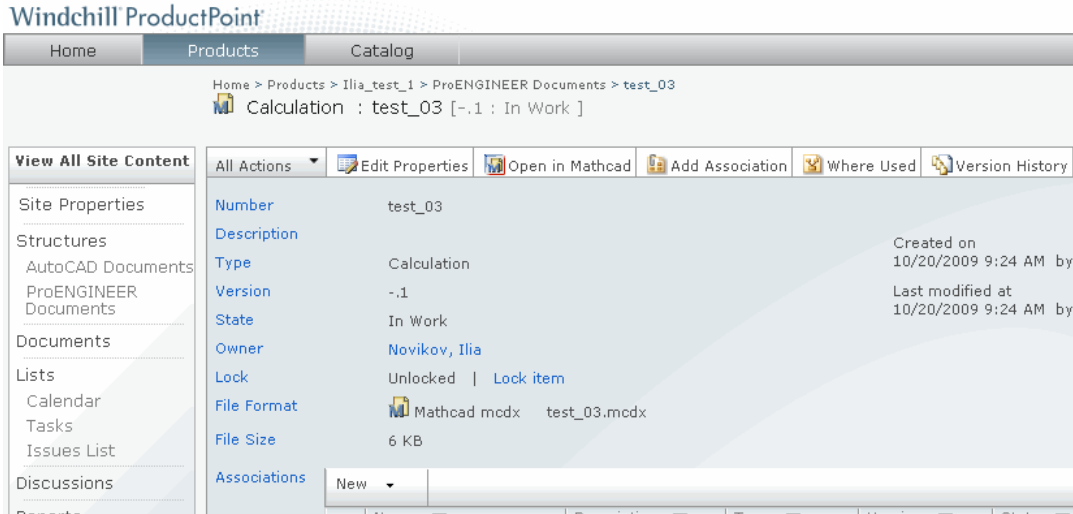 Windchill ProductPoint
Home Products Catalog
Home > Products > Ilia_test_1 > ProENGINEER Documents > test_03
Calculation : test_03 [-.1 : In Work ]
View All Site Content
Site Properties
Structures
AutoCAD Documents
ProENGINEER
Documents
Documents
Lists
Calendar
Tasks
Issues List
Discussions
Reports
All Actions Edit Properties Open in Mathcad Add Association Where Used Version History
Number test_03
Description
Type Calculation
Version -.1
State In Work
Owner Novikov, Ilia
Lock Unlocked | Lock item
File Format Mathcad mcdx test_03.mcdx
File Size 6 KB
Created on
10/20/2009 9:24 AM by
Last modified at
10/20/2009 9:24 AM by
Associations New